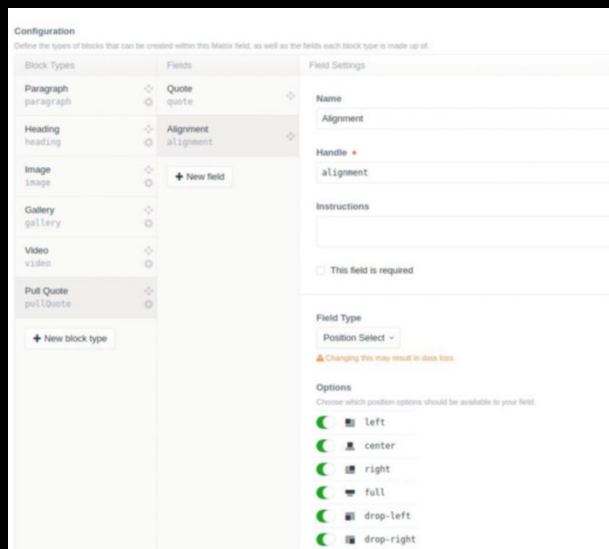 Configuration
Define the types of blocks that can be created within this Matrix field, as well as the fields each block type is made up of.
Block Types
Paragraph
paragraph
Heading
heading
Image
image
Gallery
gallery
Video
video
Pull Quote
pullQuote
+ New block type
Fields
Quote
quote
Alignment
alignment
+ New field
Field Settings
Name
Alignment
Handle
alignment
Instructions
This field is required
Field Type
Position Select
Changing this may result in data loss.
Options
Choose which position options should be available to your field.
left
center
right
full
drop-left
drop-right